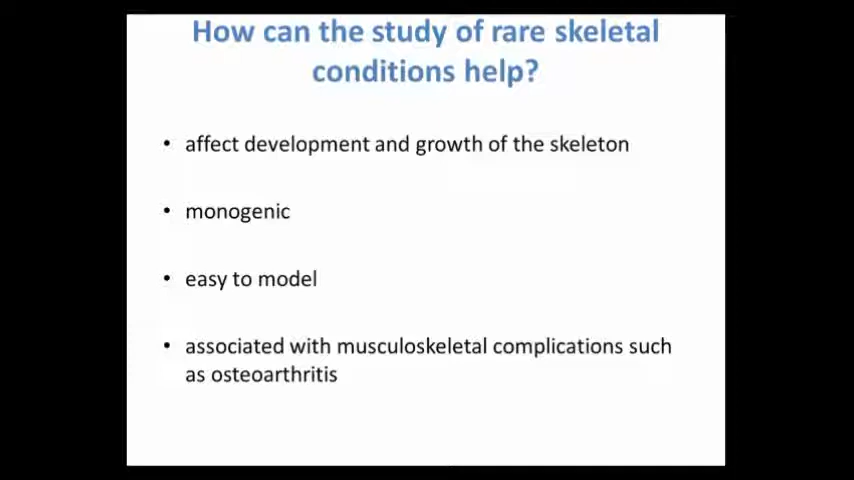 How can the study of rare skeletal
conditions help?
• affect development and growth of the skeleton
• monogenic
• easy to model
• associated with musculoskeletal complications such
as osteoarthritis